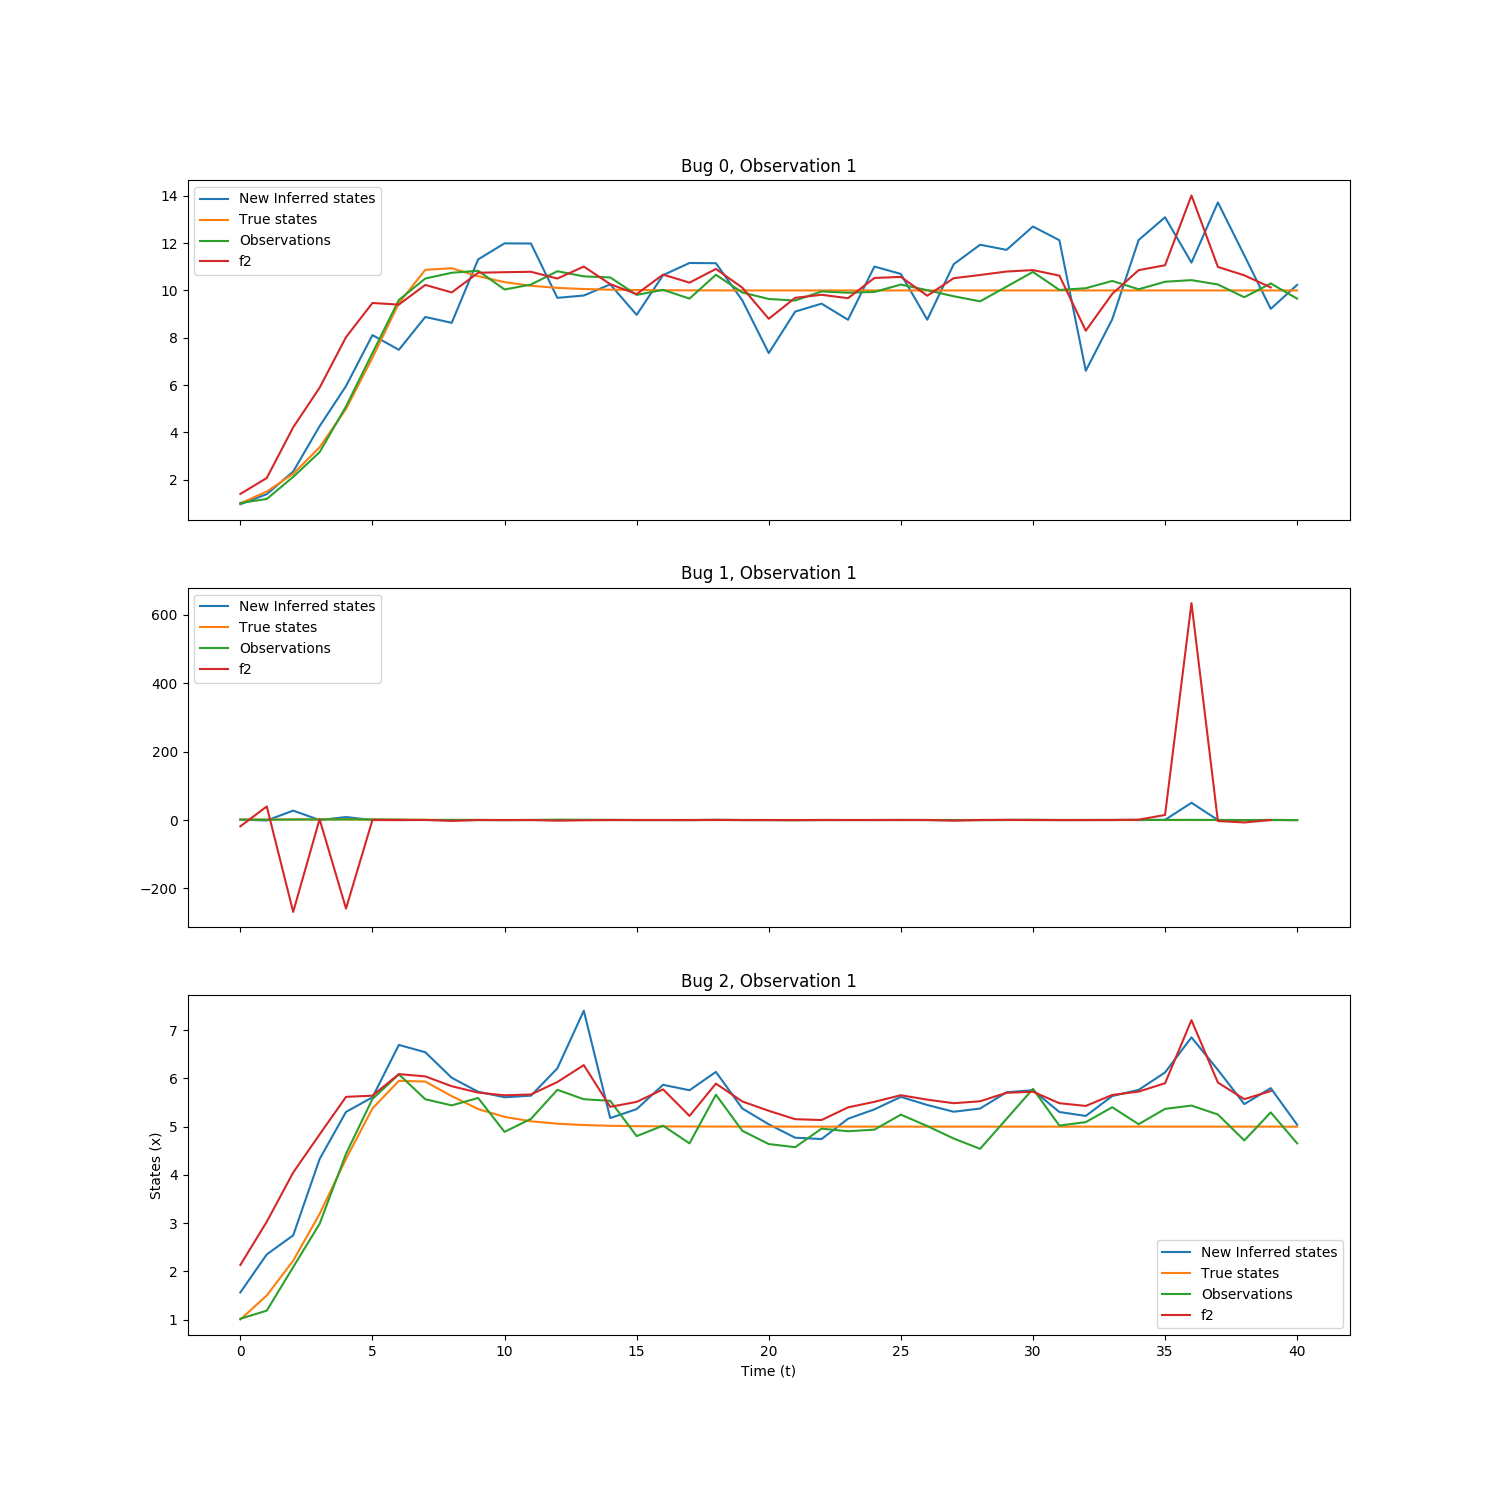 Bug 0, Observation 1
14
12
10
8
6
4
2
New Inferred states
True states
Observations
f2
Bug 1, Observation 1
600
400
200
0
−200
New Inferred states
True states
Observations
f2
Bug 2, Observation 1
States (x)
7
6
5
4
3
2
1
New Inferred states
True states
Observations
f2
0 5 10 15 20 25 30 35 40
Time (t)